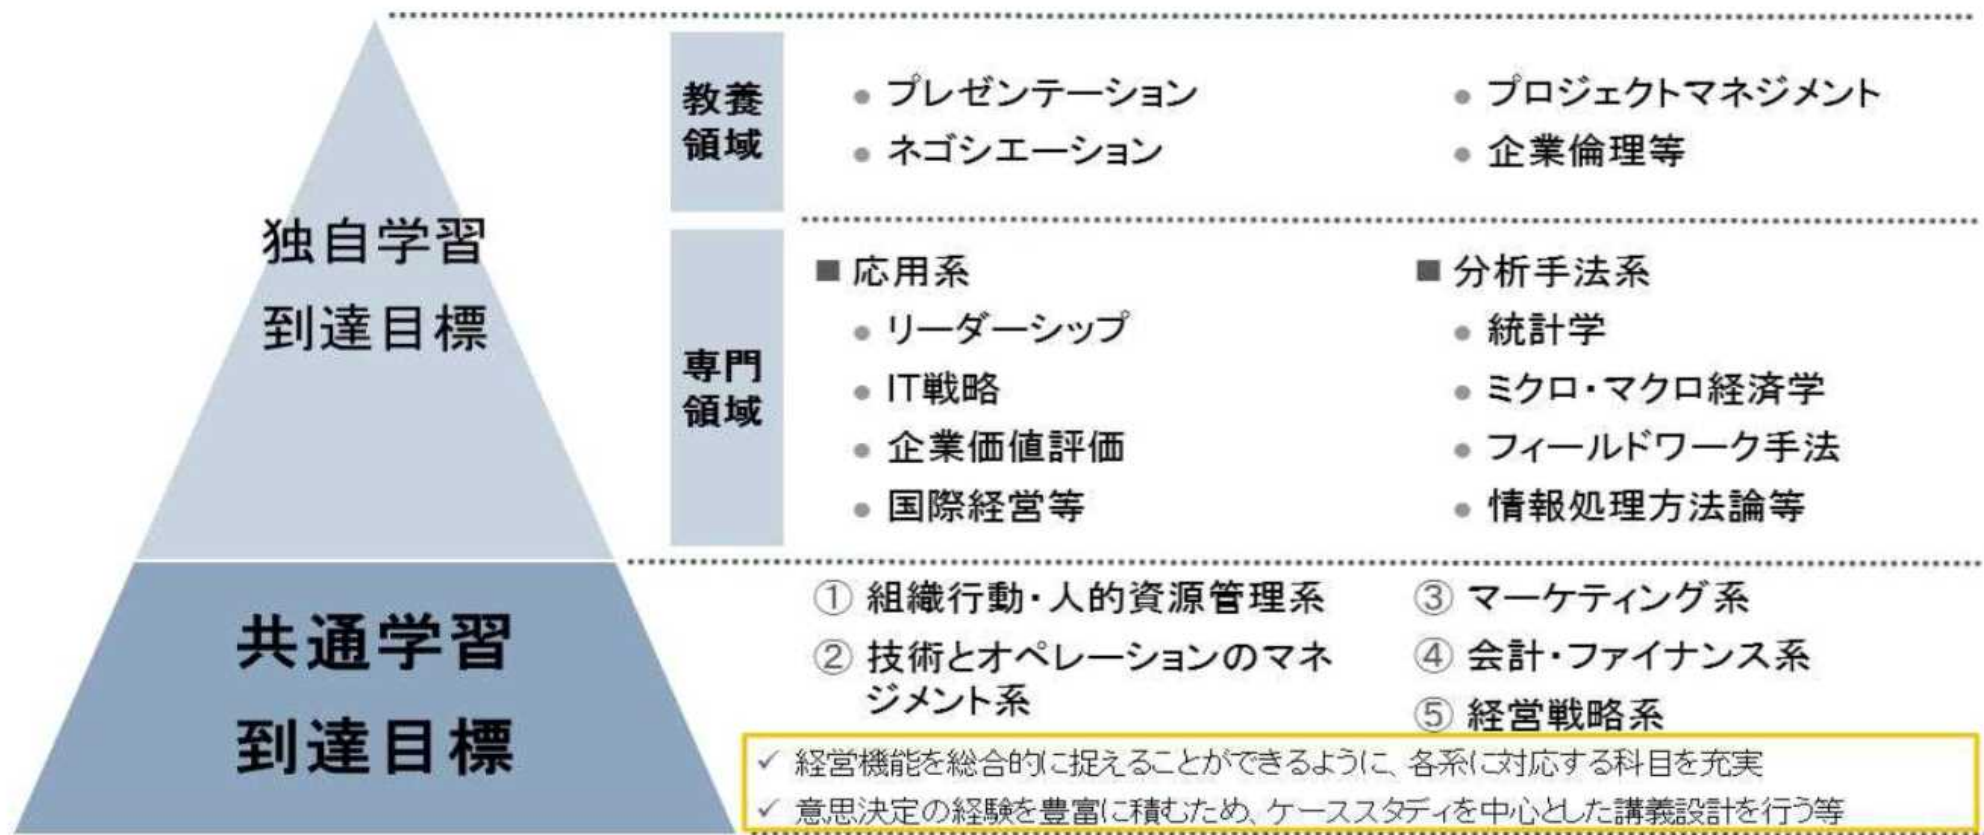 独自学習
到達目標
教養
領域
● プレゼンテーション
● ネゴシエーション
● プロジェクトマネジメント
● 企業倫理等
専門
領域
■ 応用系
● リーダーシップ
● IT戦略
● 企業価値評価
● 国際経営等
■ 分析手法系
● 統計学
● ミクロ・マクロ経済学
● フィールドワーク手法
● 情報処理方法論等
共通学習
到達目標
① 組織行動・人的資源管理系
② 技術とオペレーションのマネ
ジメント系
③ マーケティング系
④ 会計・ファイナンス系
⑤ 経営戦略系
✓ 経営機能を総合的に捉えることができるように、各系に対応する科目を充実
✓ 意思決定の経験を豊富に積むため、ケーススタディを中心とした講義設計を行う等